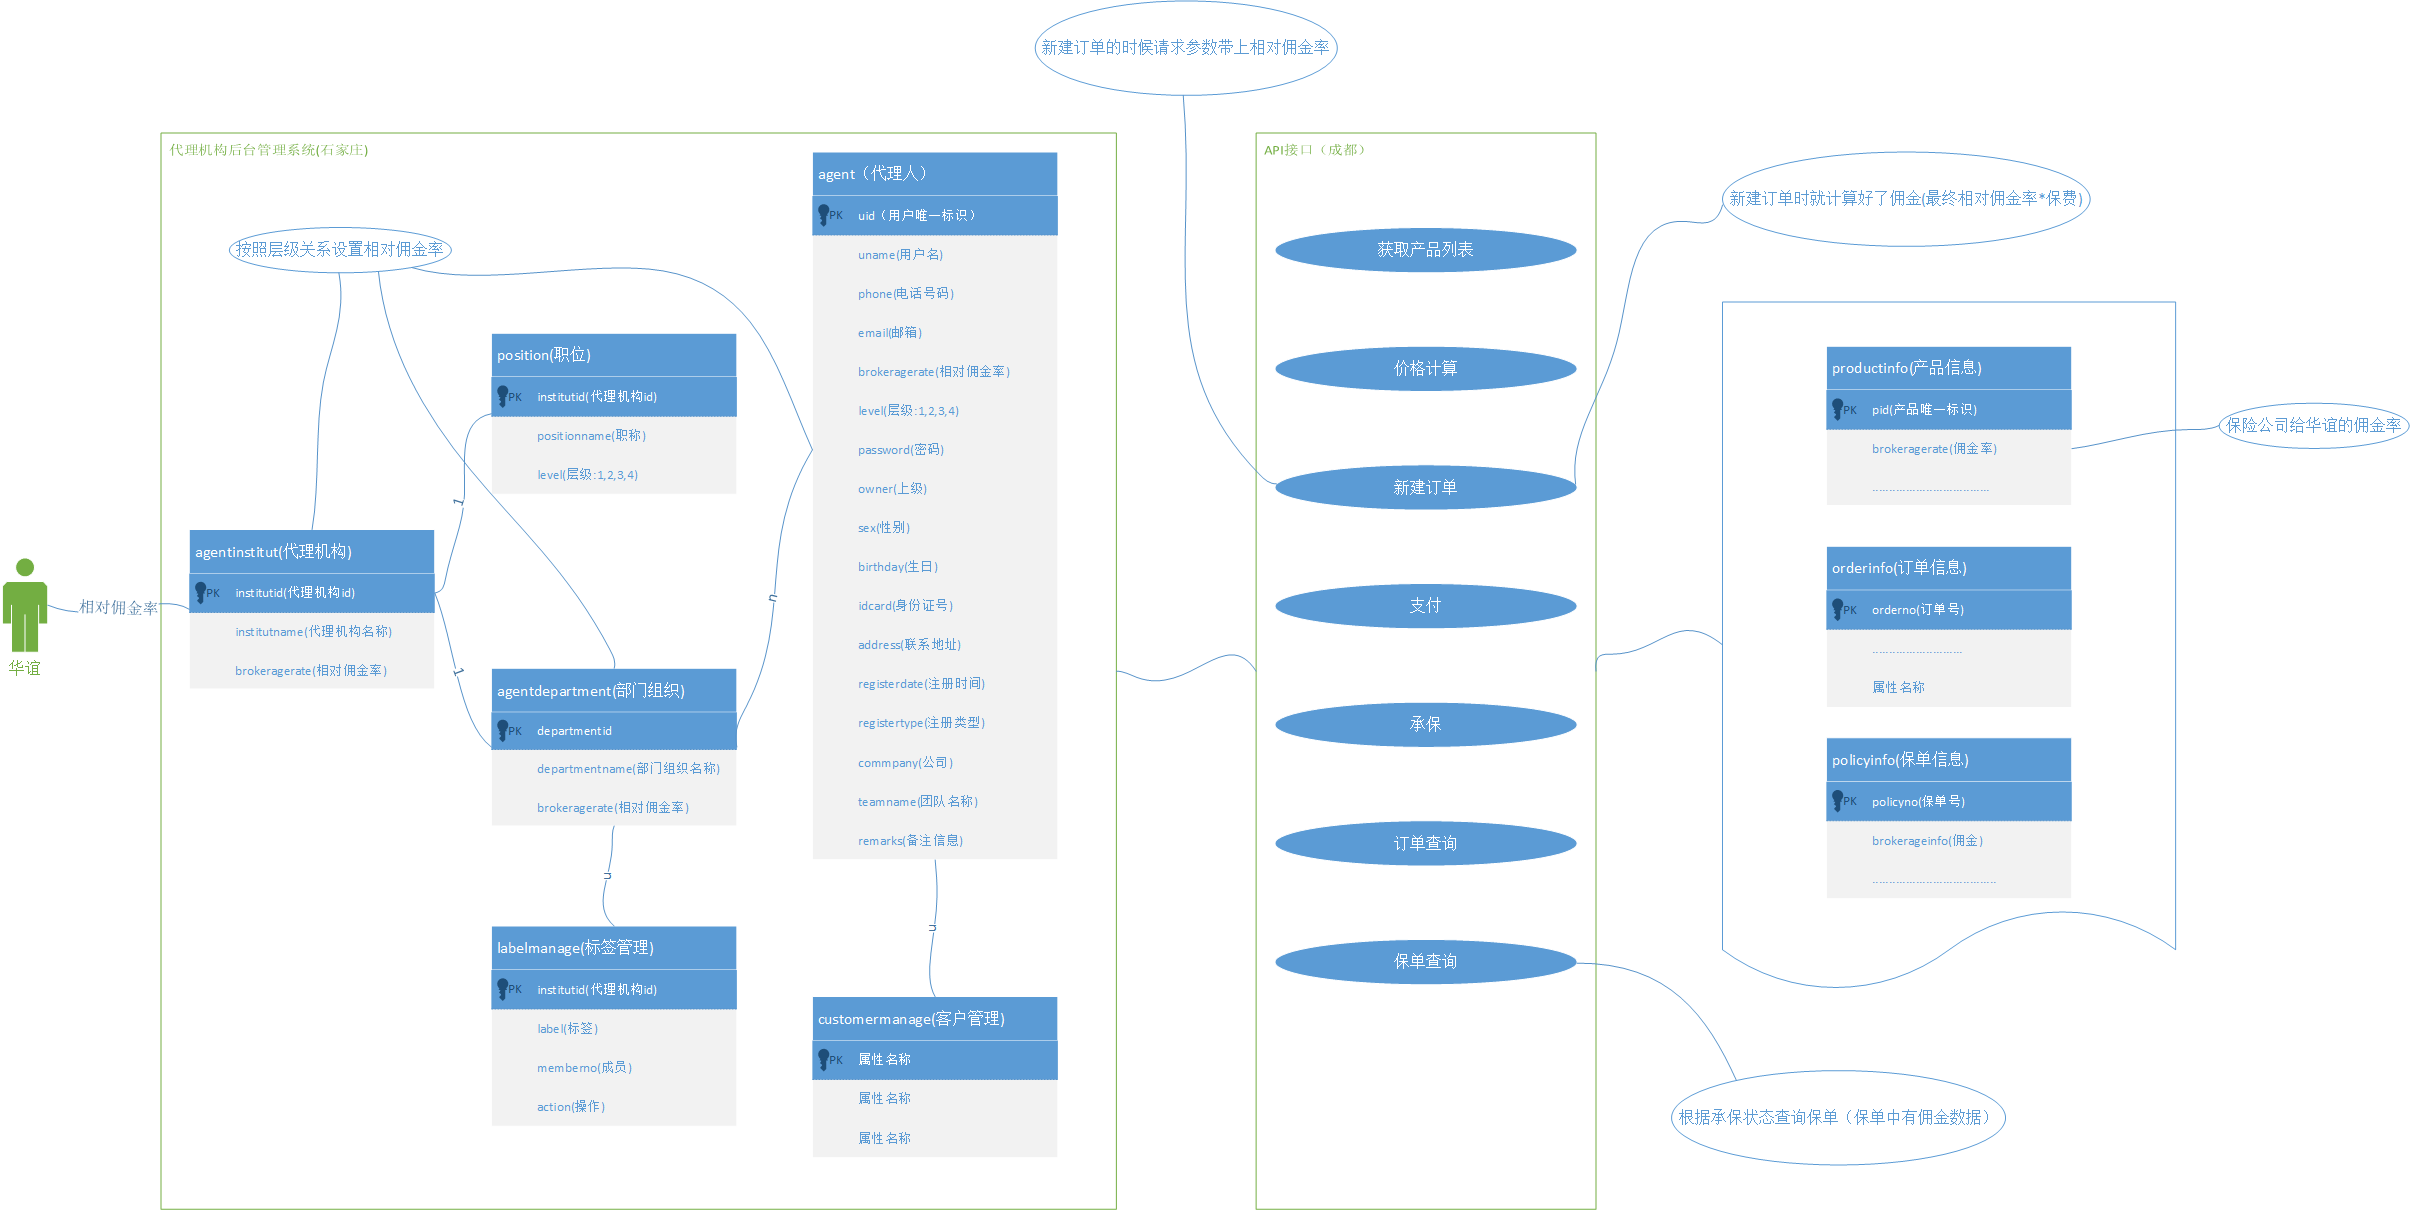 新建订单的时候请求参数带上相对佣金率
代理机构后台管理系统(石家庄)
按照层级关系设置相对佣金率
华谊
相对佣金率
agentinstitut(代理机构)
PK institutid(代理机构id)
institutname(代理机构名称)
brokeragerate(相对佣金率)
1
1
position(职位)
PK institutid(代理机构id)
positionname(职称)
level(层级:1,2,3,4)
agentdepartment(部门组织)
PK departmentid
departmentname(部门组织名称)
brokeragerate(相对佣金率)
n
labelmanage(标签管理)
PK institutid(代理机构id)
label(标签)
memberno(成员)
action(操作)
n
agent（代理人）
PK uid（用户唯一标识）
uname(用户名)
phone(电话号码)
email(邮箱)
brokeragerate(相对佣金率)
level(层级:1,2,3,4)
password(密码)
owner(上级)
sex(性别)
birthday(生日)
idcard(身份证号)
address(联系地址)
registerdate(注册时间)
registertype(注册类型)
commpany(公司)
teamname(团队名称)
remarks(备注信息)
n
customermanage(客户管理)
PK 属性名称
属性名称
属性名称
API接口（成都）
获取产品列表
价格计算
新建订单
支付
承保
订单查询
保单查询
新建订单时就计算好了佣金(最终相对佣金率*保费)
productinfo(产品信息)
PK pid(产品唯一标识)
brokeragerate(佣金率)
...................................
保险公司给华谊的佣金率
orderinfo(订单信息)
PK orderno(订单号)
...........................
属性名称
policyinfo(保单信息)
PK policyno(保单号)
brokerageinfo(佣金)
.....................................
根据承保状态查询保单（保单中有佣金数据）